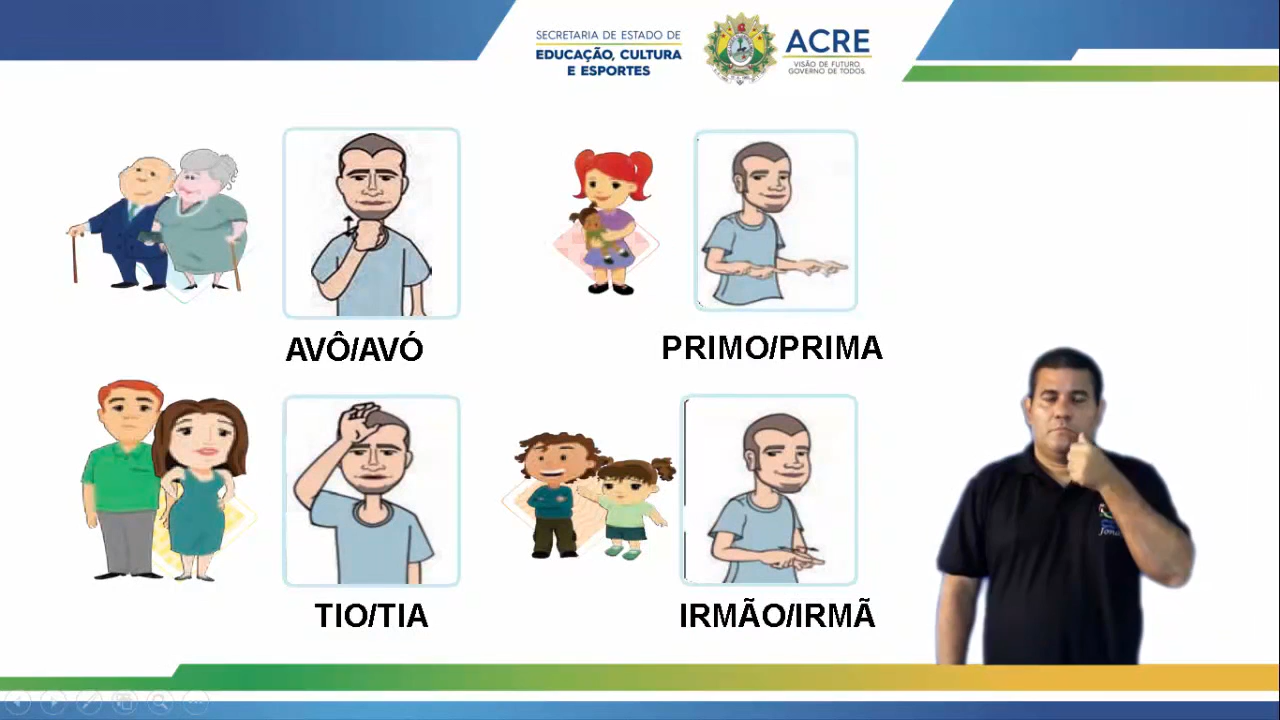 SECRETARIA DE ESTADO DE
EDUCAÇÃO, CULTURA
E ESPORTES
ACRE
VISÃO DE FUTURO,
GOVERNO DE TODOS.
AVÔ/AVÓ
PRIMO/PRIMA
TIO/TIA
IRMÃO/IRMÃ